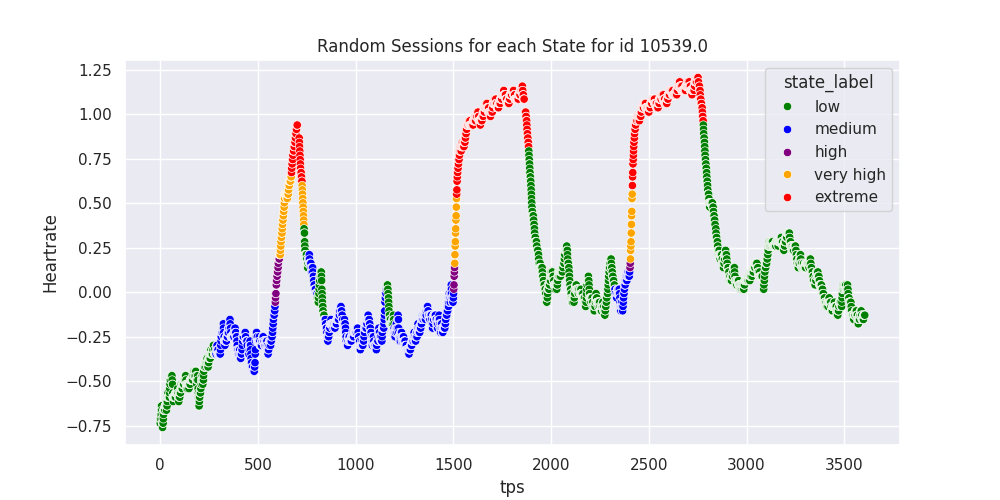 Random Sessions for each State for id 10539.0
Heartrate
1.25
1.00
0.75
0.50
0.25
0.00
−0.25
−0.50
−0.75
0
500
1000
1500
2000
2500
3000
3500
tps
state_label
low
medium
high
very high
extreme